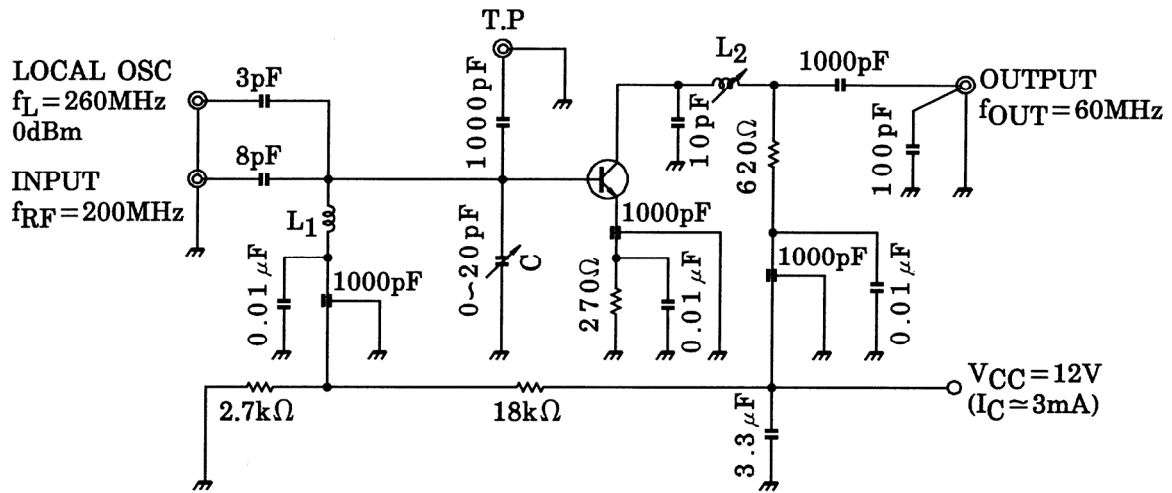 LOCAL OSC
fL=260MHz
0dBm
3pF
INPUT
fRF=200MHz
8pF
L1
0.01μF
1000pF
T.P
1000pF
0~20pF
C
L2
10pF
1000pF
620Ω
100pF
OUTPUT
fOUT=60MHz
1000pF
270Ω
0.01μF
1000pF
0.01μF
2.7kΩ
18kΩ
3.3μF
VCC=12V
(IC≃3mA)